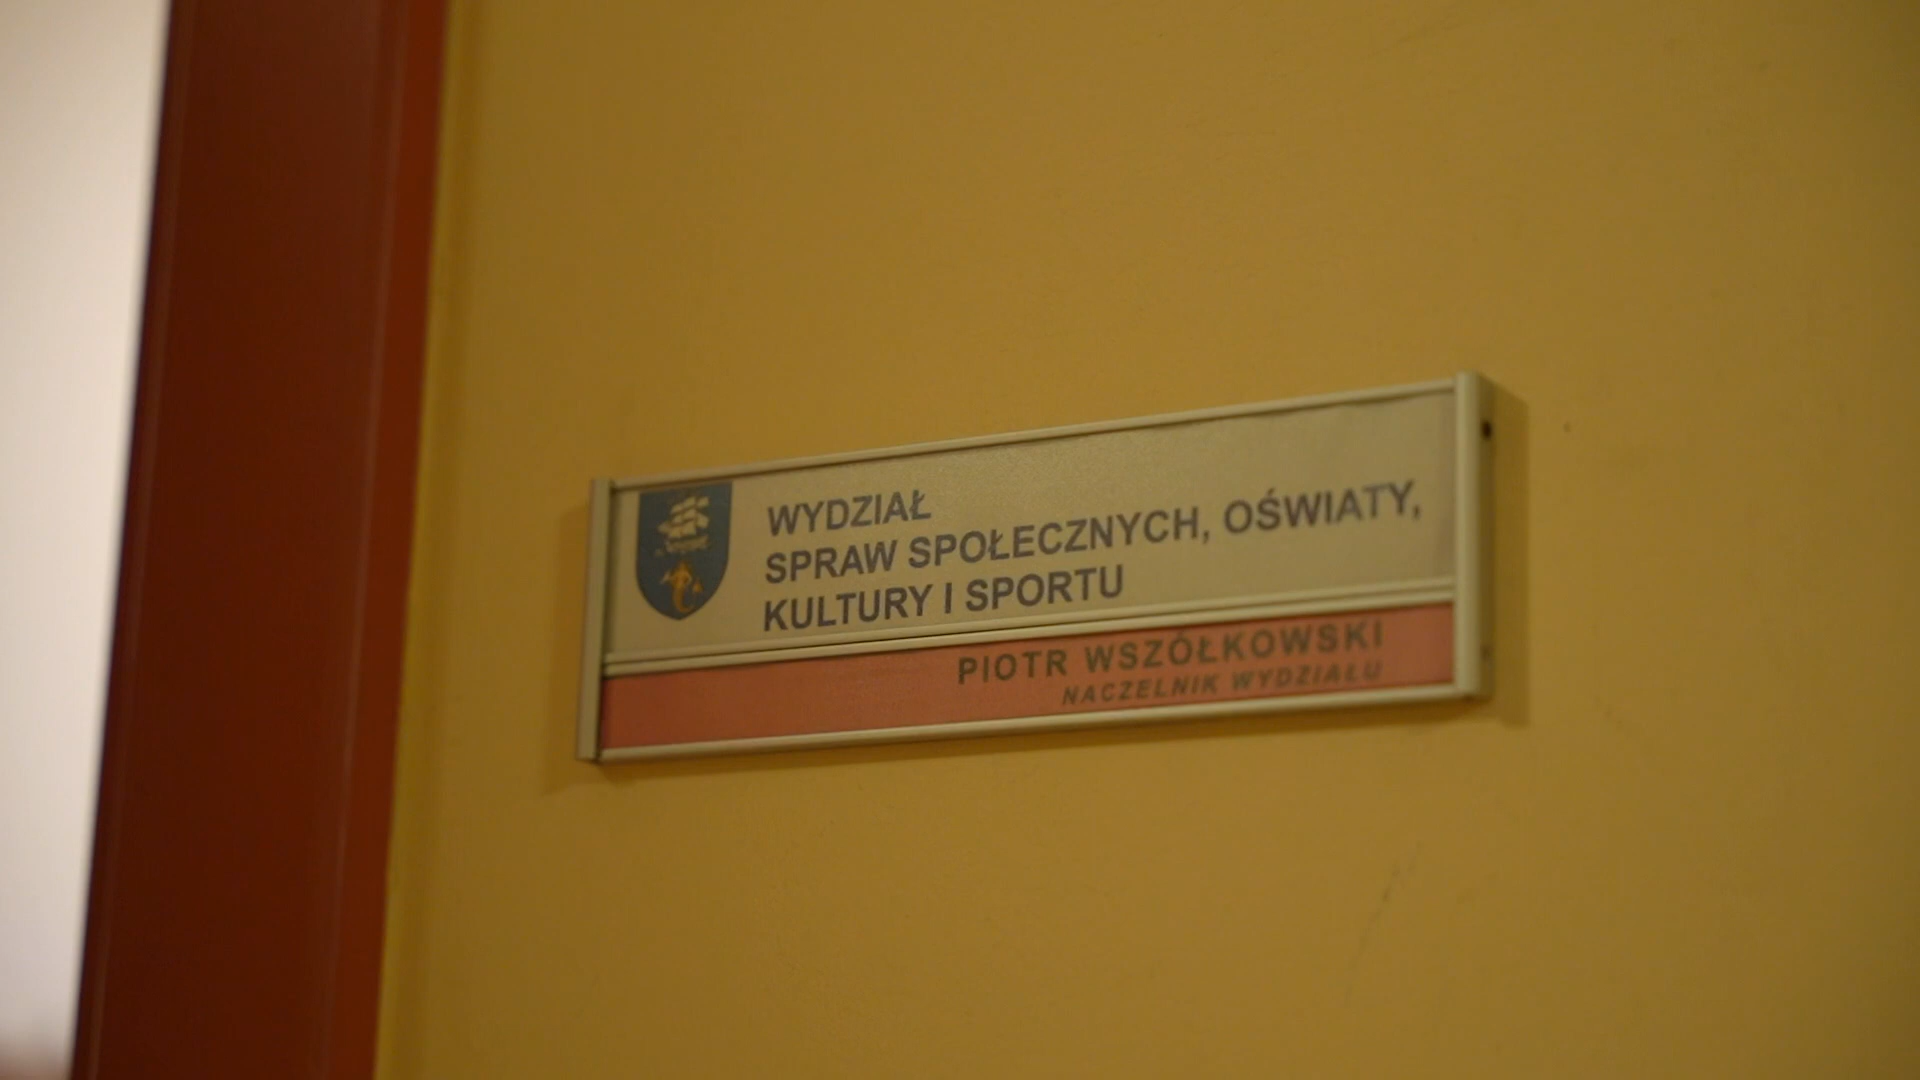 WYDZIAŁ
SPRAW SPOŁECZNYCH, OŚWIATY,
KULTURY I SPORTU
PIOTR WSZÓŁKOWSKI
NACZELNIK WYDZIAŁU